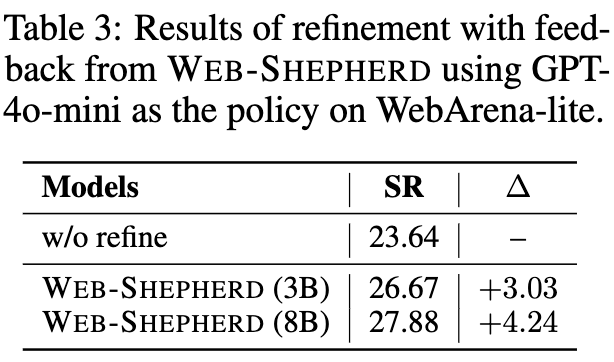 Table 3: Results of refinement with feed-
back from WEB-SHEPHERD using GPT-
4o-mini as the policy on WebArena-lite.
Models | SR | Δ
w/o refine | 23.64 | –
WEB-SHEPHERD (3B) | 26.67 | +3.03
WEB-SHEPHERD (8B) | 27.88 | +4.24